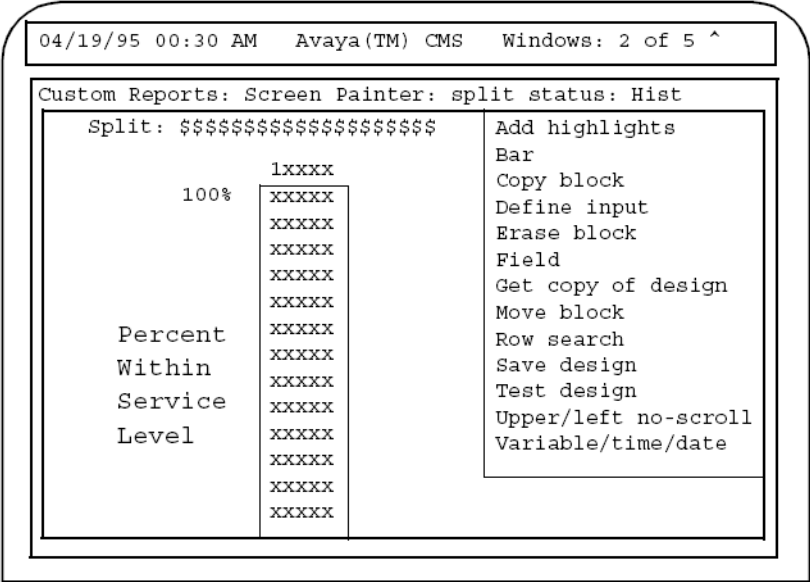 04/19/95 00:30 AM Avaya(TM) CMS Windows: 2 of 5 ^
Custom Reports: Screen Painter: split status: Hist
Split: $$$$$$$$$$$$$$$$$$$$
1xxxx
100% xxxxx
xxxxx
xxxxx
xxxxx
xxxxx
xxxxx
xxxxx
xxxxx
xxxxx
xxxxx
xxxxx
xxxxx
xxxxx
Percent
Within
Service
Level
Add highlights
Bar
Copy block
Define input
Erase block
Field
Get copy of design
Move block
Row search
Save design
Test design
Upper/left no-scroll
Variable/time/date